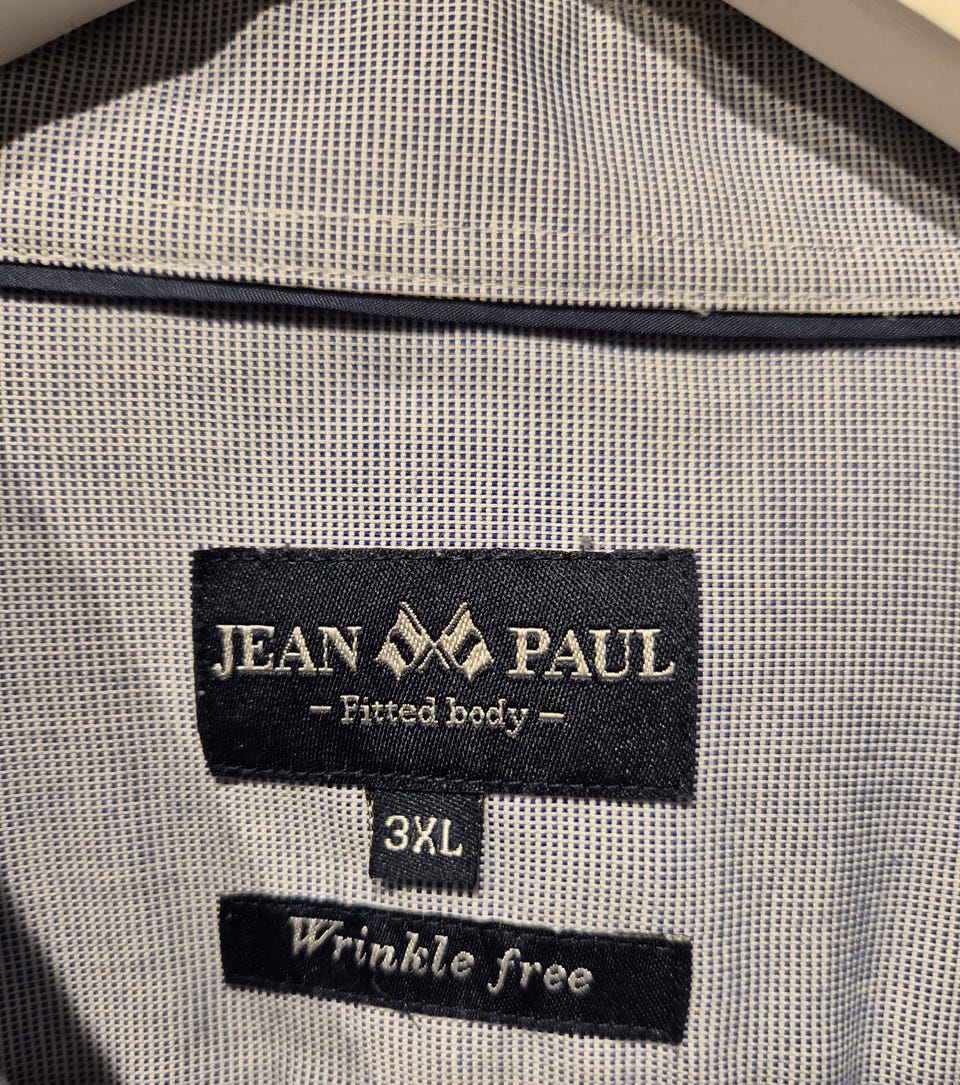 JEAN PAUL
– Fitted body –
3XL
Wrinkle free